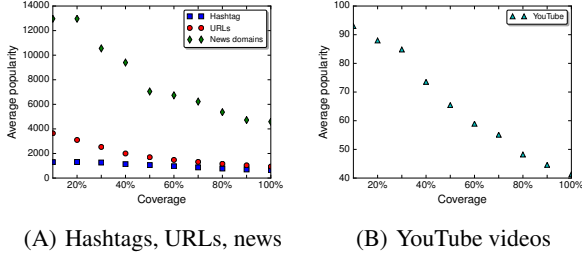 14000
12000
10000
8000
6000
4000
2000
0
Average popularity
20% 40% 60% 80% 100%
Coverage
Hashtag
URLs
News domains
100
90
80
70
60
50
40
Average popularity
20% 40% 60% 80% 100%
Coverage
YouTube
(A) Hashtags, URLs, news
(B) YouTube videos